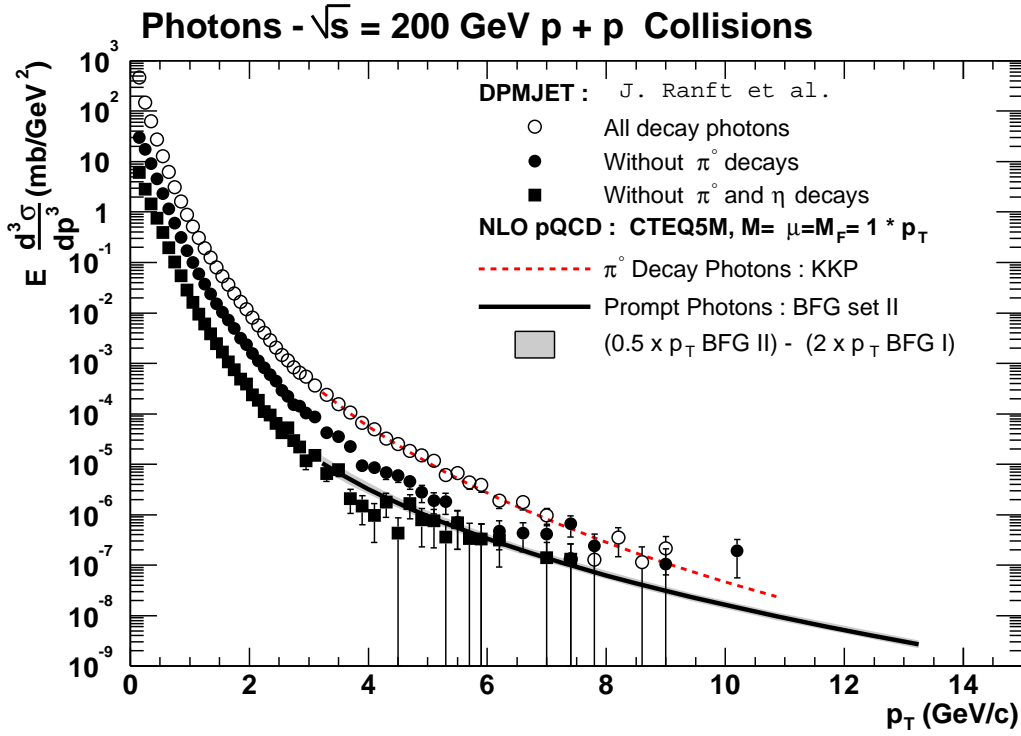 Photons - √s = 200 GeV p + p Collisions
E d³σ/dp³ (mb/GeV²)
10³
10²
10
1
10⁻¹
10⁻²
10⁻³
10⁻⁴
10⁻⁵
10⁻⁶
10⁻⁷
10⁻⁸
10⁻⁹
DPMJET : J. Ranft et al.
All decay photons
Without π° decays
Without π° and η decays
NLO pQCD : CTEQ5M, M= μ=M_F= 1 * p_T
π° Decay Photons : KKP
Prompt Photons : BFG set II
(0.5 x p_T BFG II) - (2 x p_T BFG I)
0 2 4 6 8 10 12 14
p_T (GeV/c)